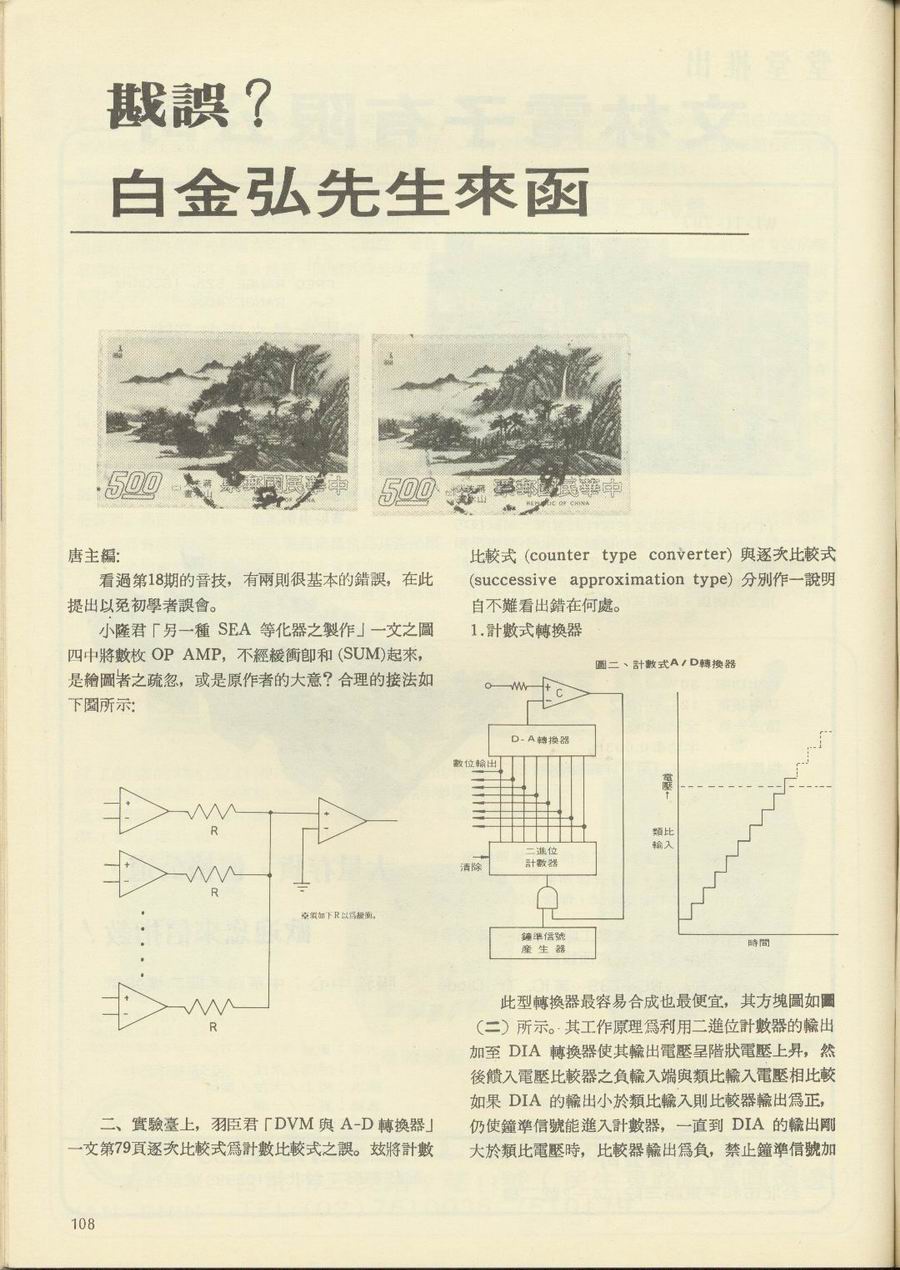 戡誤？
白金弘先生來函
5.00
中華民國郵票
5.00
中華民國郵票
REPUBLIC OF CHINA
唐主編:
看過第18期的音技，有兩則很基本的錯誤，在此
提出以免初學者誤會。
小隆君「另一種 SEA 等化器之製作」一文之圖
四中將數枚 OP AMP，不經緩衝卽和 (SUM)起來，
是繪圖者之疏忽，或是原作者的大意？合理的接法如
下圖所示:
+
-
R
+
-
R
+
-
R
+
-
※須如下R以爲緩衝。
二、實驗臺上，羽臣君「DVM 與 A-D 轉換器」
一文第79頁逐次比較式爲計數比較式之誤。玆將計數
比較式 (counter type converter) 與逐次比較式
(successive approximation type) 分別作一說明
自不難看出錯在何處。
1.計數式轉換器
圖二、計數式A/D轉換器
+
-
C
D-A轉換器
數位輸出
二進位
計數器
清除
鐘準信號
產生器
電壓↑
類比
輸入
時間
此型轉換器最容易合成也最便宜，其方塊圖如圖
（二）所示。其工作原理爲利用二進位計數器的輸出
加至 DIA 轉換器使其輸出電壓呈階狀電壓上昇，然
後饋入電壓比較器之負輸入端與類比輸入電壓相比較
如果 DIA 的輸出小於類比輸入則比較器輸出爲正，
仍使鐘準信號能進入計數器，一直到 DIA 的輸出剛
大於類比電壓時，比較器輸出爲負，禁止鐘準信號加
108